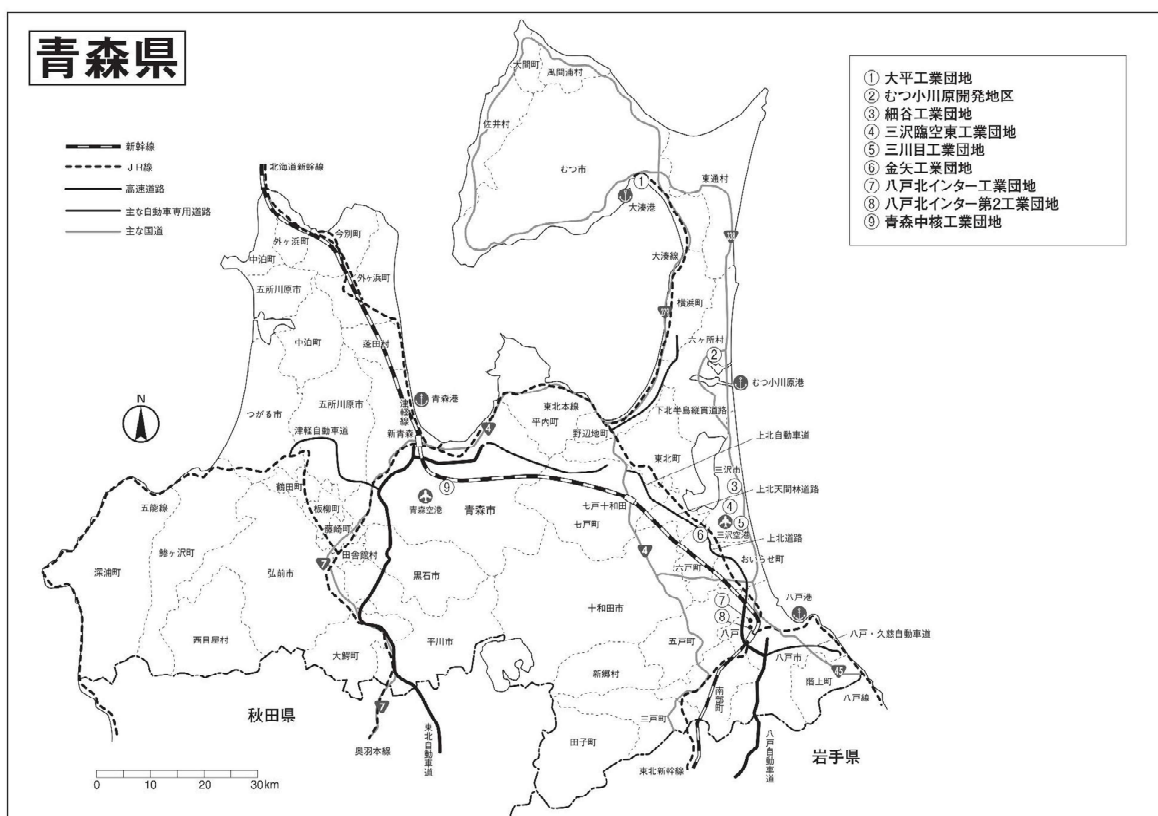 青森県
新幹線
JR線
高速道路
主な自動車専用道路
主な国道
① 大平工業団地
② むつ小川原開発地区
③ 細谷工業団地
④ 三沢臨空東工業団地
⑤ 三川目工業団地
⑥ 金矢工業団地
⑦ 八戸北インター工業団地
⑧ 八戸北インター第2工業団地
⑨ 青森中核工業団地
大間町
風間浦村
佐井村
むつ市
①
東通村
大湊港
北海道新幹線
338
今別町
外ヶ浜町
中泊町
外ヶ浜町
大湊線
五所川原市
横浜町
279
中泊町
蓬田村
六ヶ所村
②
むつ小川原港
N
青森港
つがる市
五所川原市
津軽線
東北本線
平内町
下北半島縦貫道路
津軽自動車道
新青森
4
野辺地町
上北自動車道
東北町
三沢市
鶴田町
⑨
③
上北天間林道路
五能線
板柳町
青森空港
青森市
七戸十和田
④
七戸町
⑤
藤崎町
⑥
三沢空港
上北道路
鰺ヶ沢町
田舎館村
4
おいらせ町
深浦町
弘前市
7
黒石市
六戸町
十和田市
⑦
八戸港
⑧
西目屋村
平川市
五戸町
八戸
八戸・久慈自動車道
大鰐町
八戸市
新郷村
45
階上町
南部町
八戸線
秋田県
7
三戸町
東北自動車道
田子町
八戸自動車道
奥羽本線
岩手県
東北新幹線
0 10 20 30km